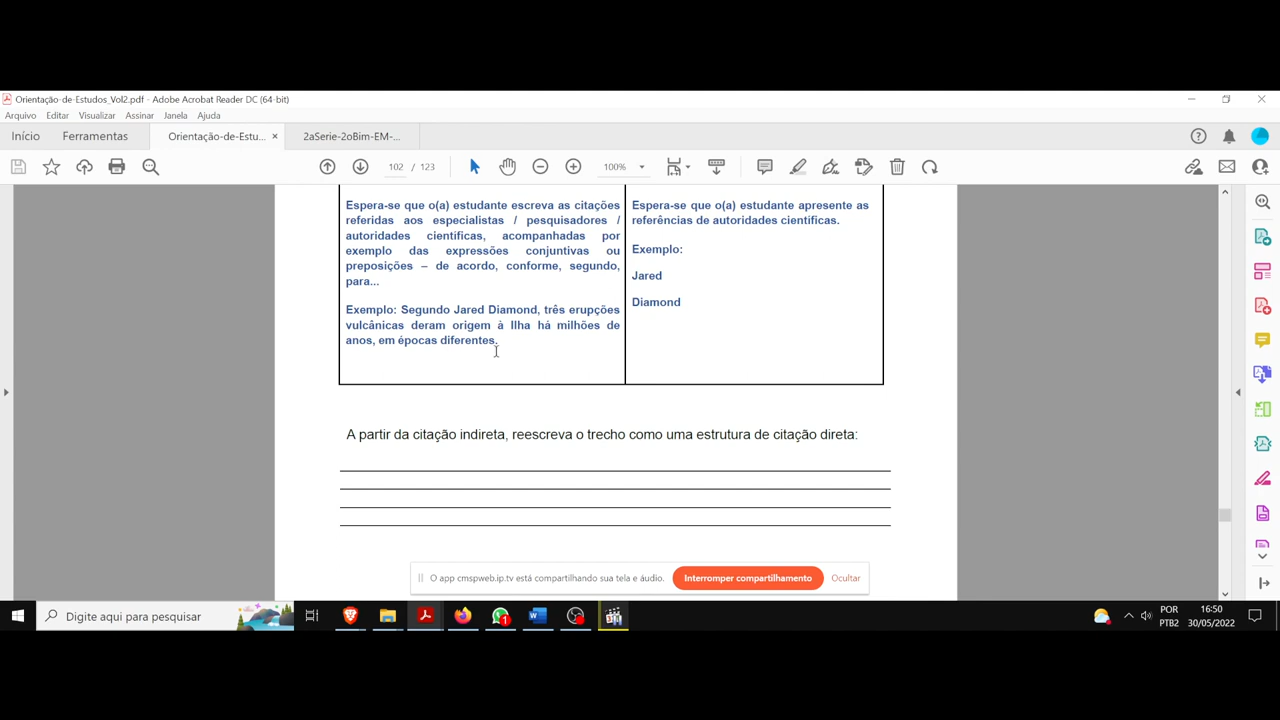 Orientação-de-Estudos_Vol2.pdf - Adobe Acrobat Reader DC (64-bit)
Arquivo Editar Visualizar Assinar Janela Ajuda
Início Ferramentas Orientação-de-Estu... × 2aSerie-2oBim-EM-...
102 / 123 100%
Espera-se que o(a) estudante escreva as citações
referidas aos especialistas / pesquisadores /
autoridades científicas, acompanhadas por
exemplo das expressões conjuntivas ou
preposições – de acordo, conforme, segundo,
para...
Exemplo: Segundo Jared Diamond, três erupções
vulcânicas deram origem à Ilha há milhões de
anos, em épocas diferentes.
Espera-se que o(a) estudante apresente as
referências de autoridades científicas.
Exemplo:
Jared
Diamond
A partir da citação indireta, reescreva o trecho como uma estrutura de citação direta:
O app cmspweb.ip.tv está compartilhando sua tela e áudio. Interromper compartilhamento Ocultar
Digite aqui para pesquisar
1
POR
PTB2
16:50
30/05/2022